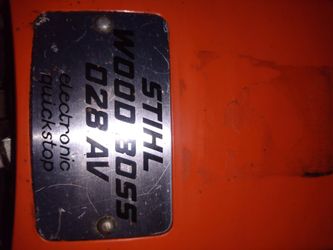 STIHL
WOOD BOSS
028 AV
electronic
quickstop